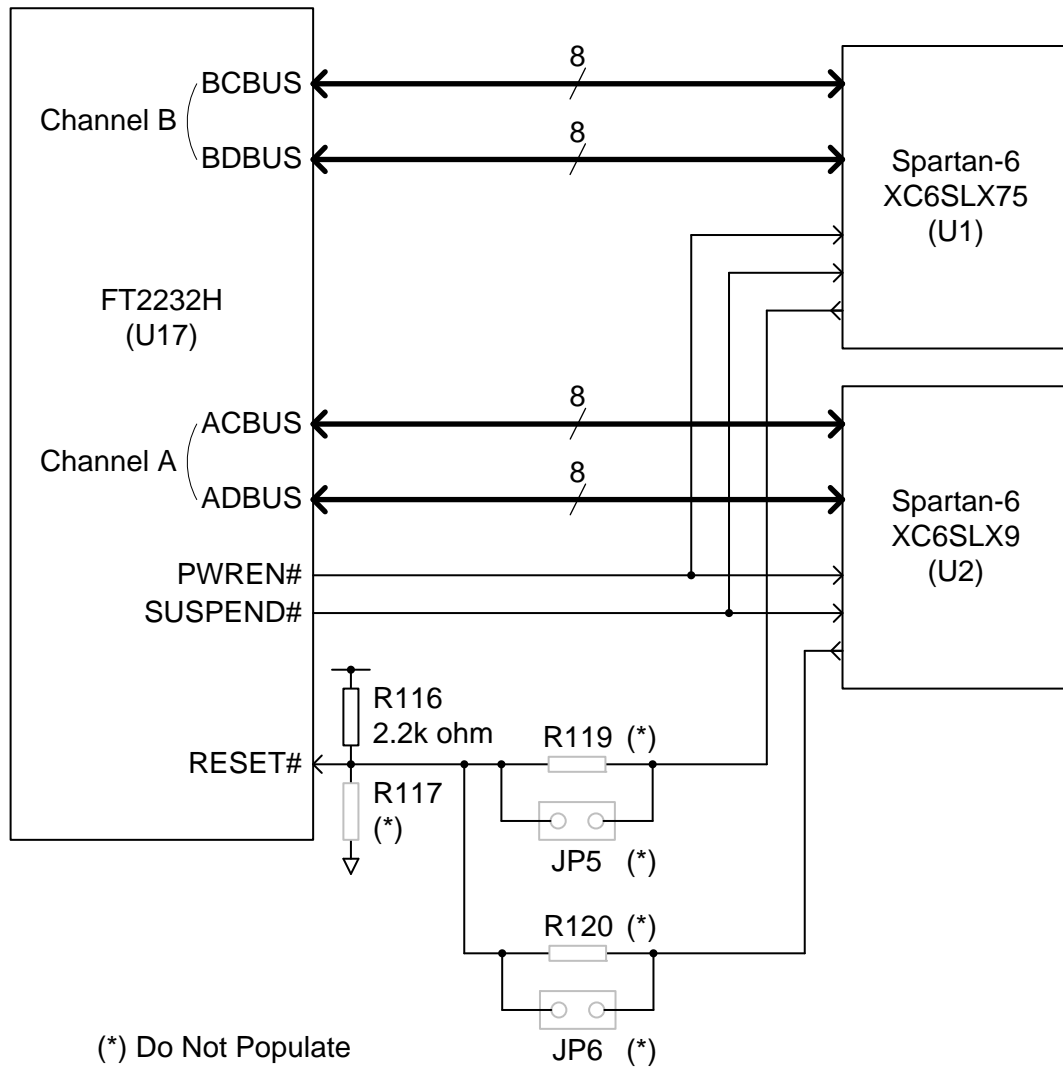 8
BCBUS
Channel B
8
BDBUS
Spartan-6
XC6SLX75
(U1)
FT2232H
(U17)
8
ACBUS
Channel A
8
ADBUS
Spartan-6
XC6SLX9
(U2)
PWREN#
SUSPEND#
R116
2.2k ohm
RESET#
R119 (*)
R117
(*)
JP5 (*)
R120 (*)
JP6 (*)
(*) Do Not Populate